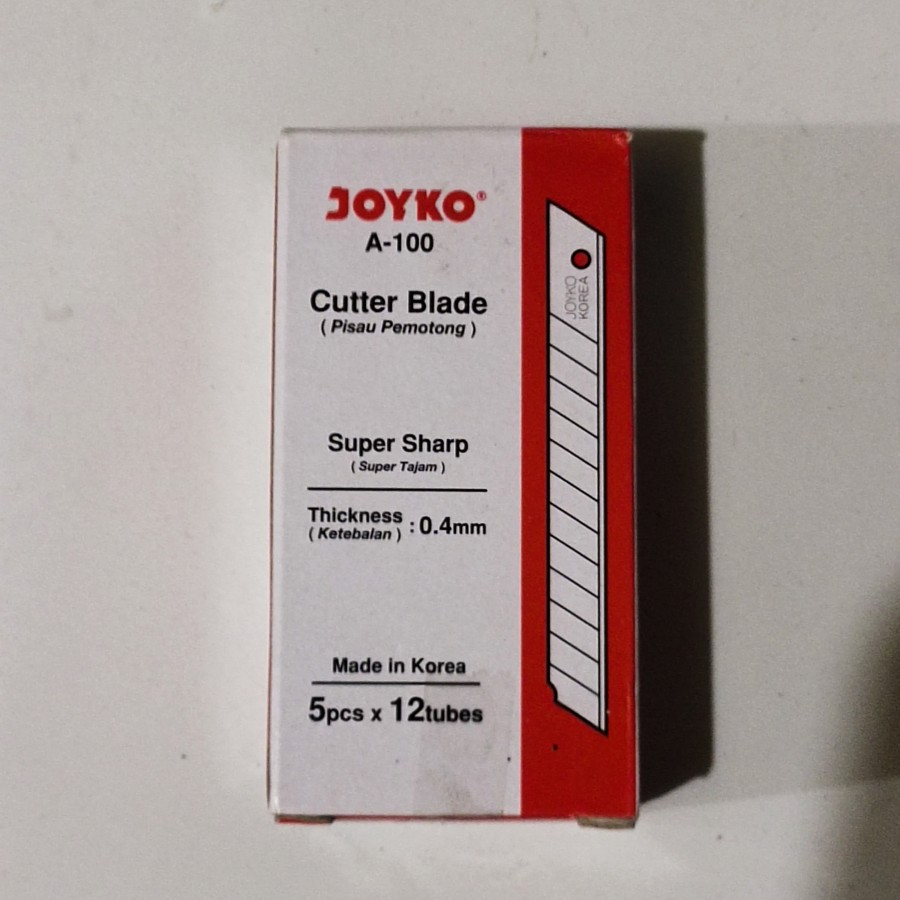 JOYKO®
A-100
Cutter Blade
( Pisau Pemotong )
Super Sharp
( Super Tajam )
Thickness : 0.4mm
( Ketebalan )
Made in Korea
5pcs x 12tubes
JOYKO
KOREA